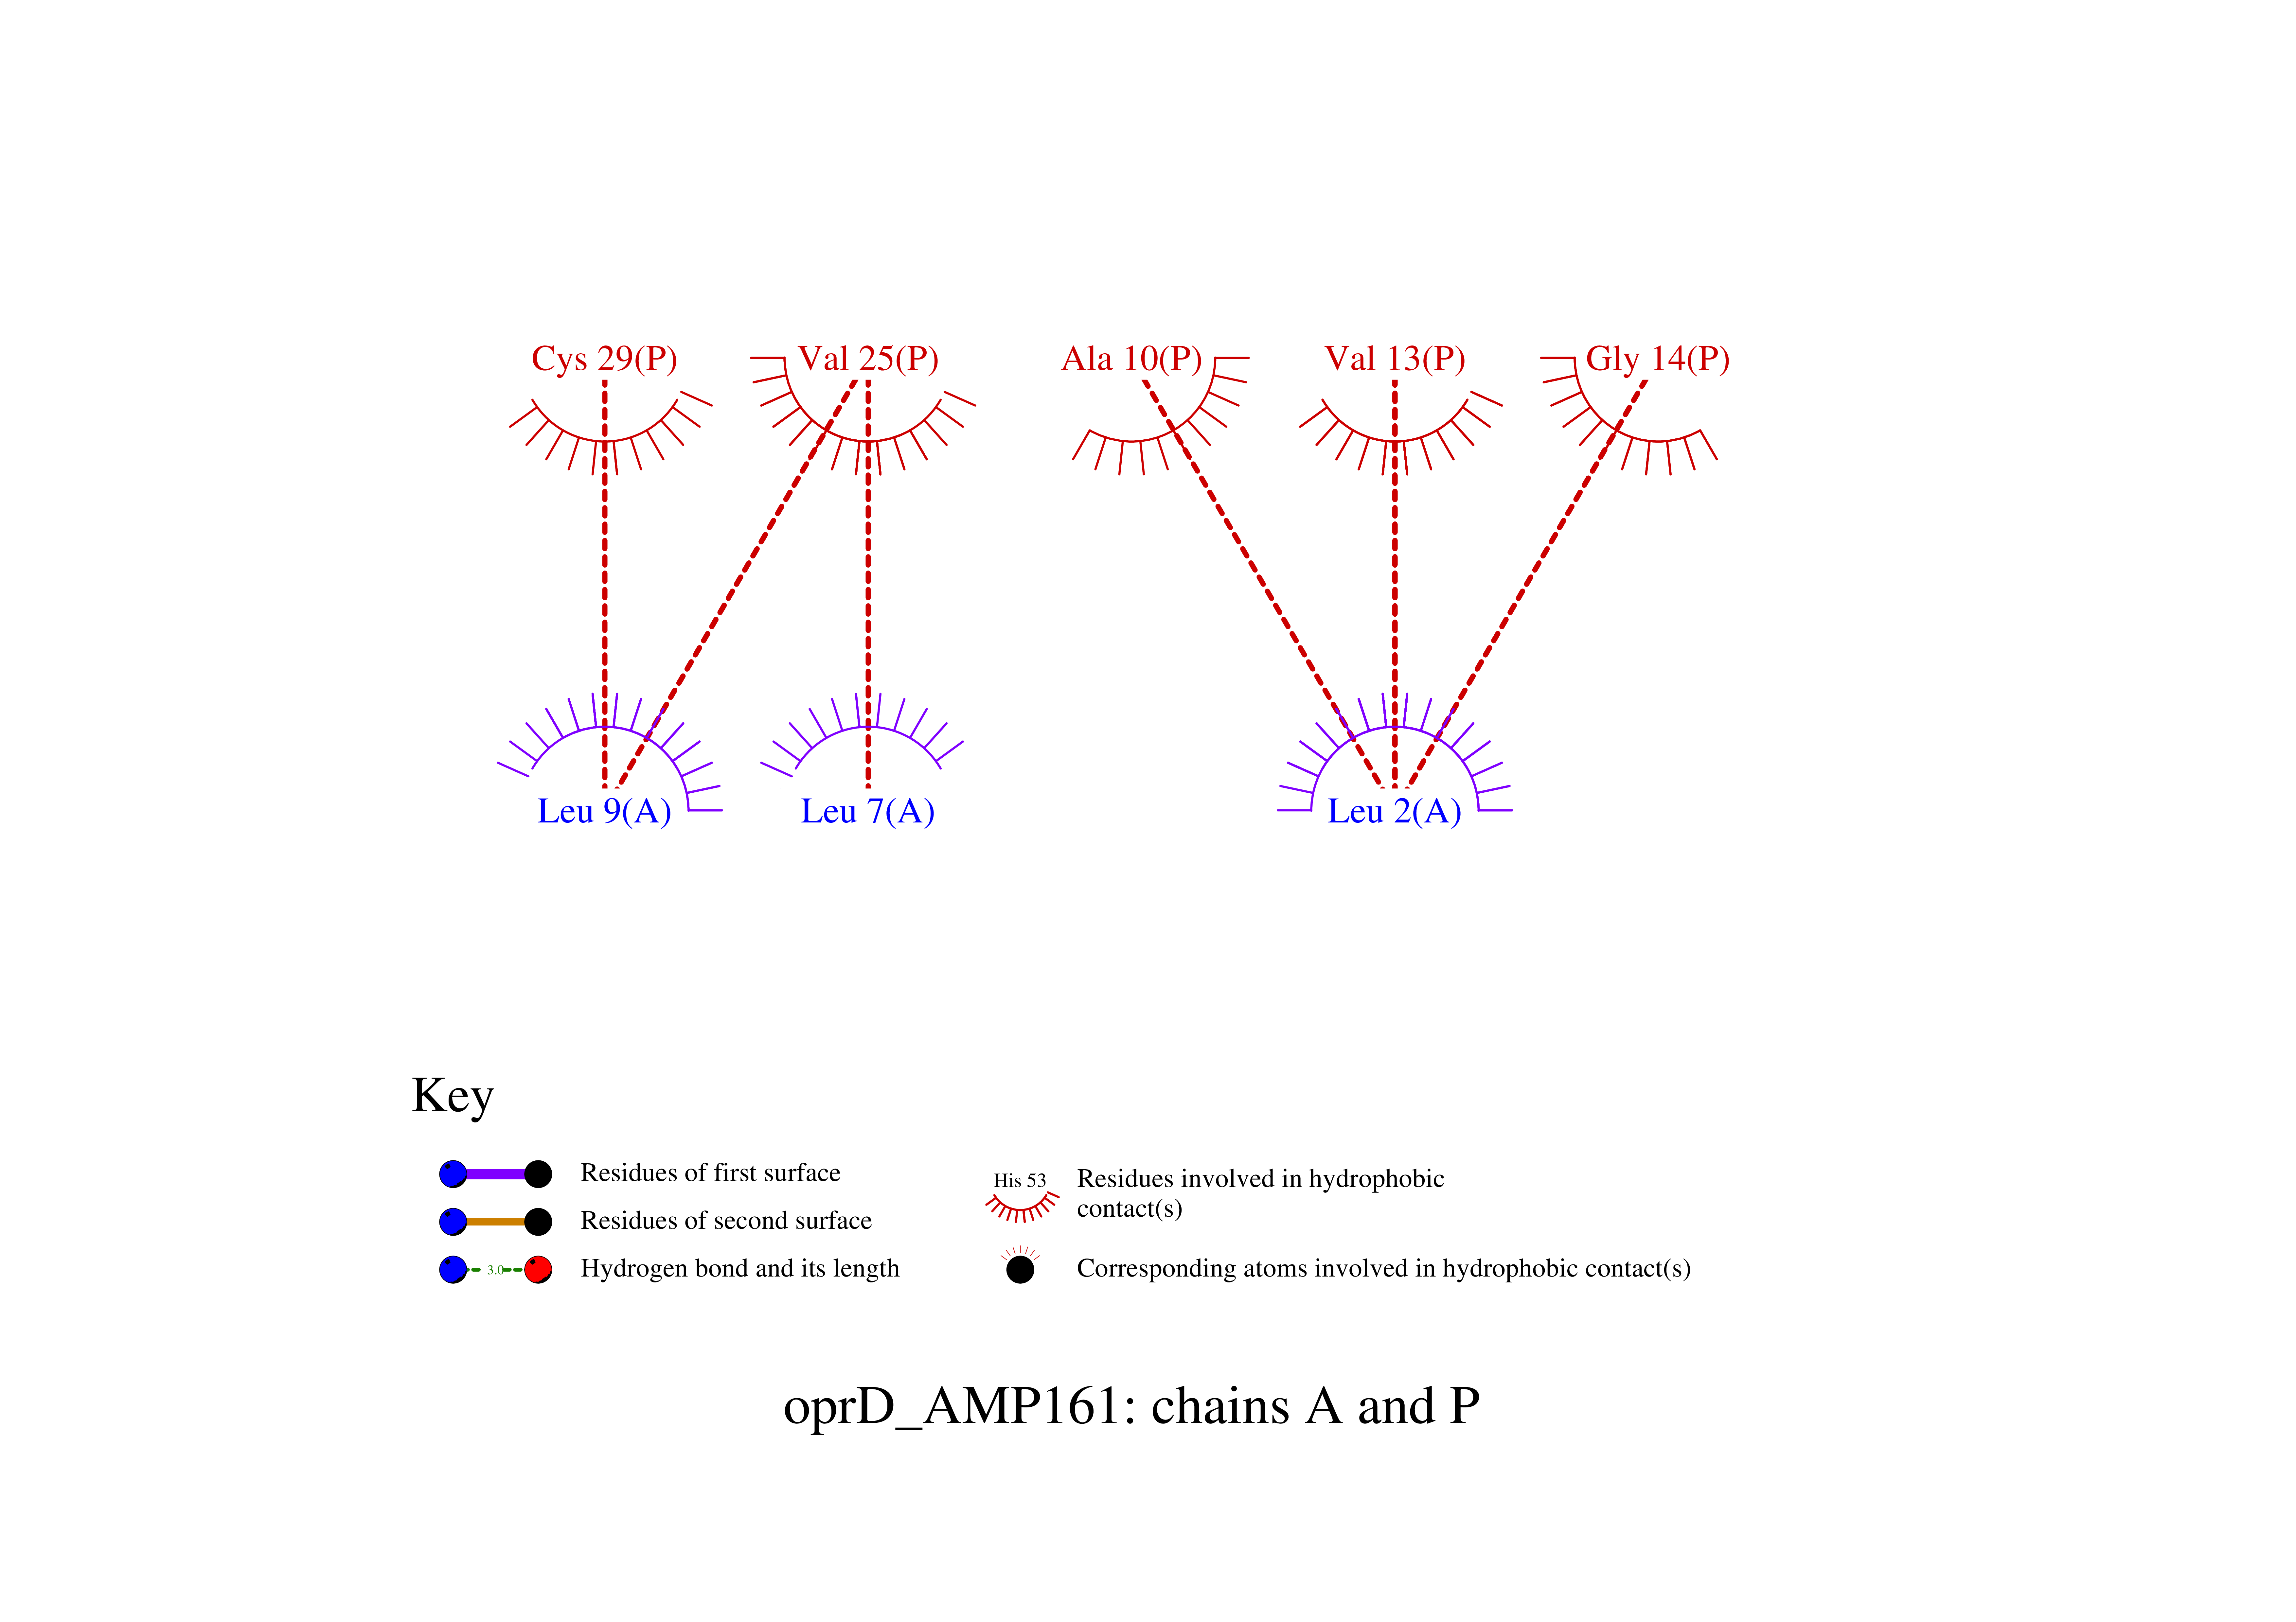 Cys 29(P) Val 25(P) Ala 10(P) Val 13(P) Gly 14(P)
Leu 9(A) Leu 7(A) Leu 2(A)
Key
Residues of first surface
Residues of second surface
3.0 Hydrogen bond and its length
His 53 Residues involved in hydrophobic
contact(s)
Corresponding atoms involved in hydrophobic contact(s)
oprD_AMP161: chains A and P